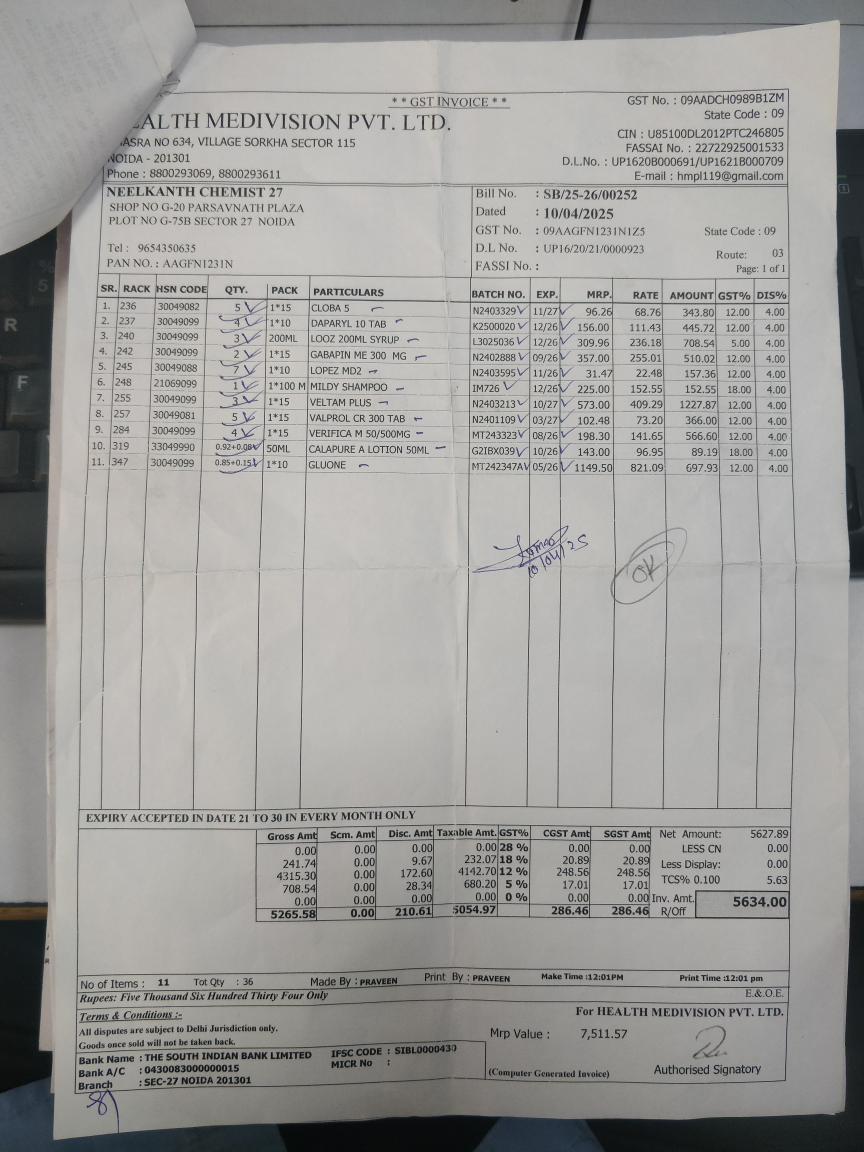 * * GST INVOICE * *
GST No. : 09AADCH0989B1ZM
State Code : 09
CIN : U85100DL2012PTC246805
FASSAI No. : 22722925001533
D.L.No. : UP1620B000691/UP1621B000709
E-mail : hmpl119@gmail.com
EALTH MEDIVISION PVT. LTD.
ASRA NO 634, VILLAGE SORKHA SECTOR 115
NOIDA - 201301
Phone : 8800293069, 8800293611
NEELKANTH CHEMIST 27
SHOP NO G-20 PARSAVNATH PLAZA
PLOT NO G-75B SECTOR 27 NOIDA
Tel : 9654350635
PAN NO. : AAGFN1231N
Bill No. : SB/25-26/00252
Dated : 10/04/2025
GST No. : 09AAGFN1231N1Z5 State Code : 09
D.L No. : UP16/20/21/0000923
Route: 03
FASSI No. :
Page: 1 of 1
SR. RACK HSN CODE QTY. PACK PARTICULARS BATCH NO. EXP. MRP. RATE AMOUNT GST% DIS%
1. 236 30049082 5 1*15 CLOBA 5 N2403329 11/27 96.26 68.76 343.80 12.00 4.00
2. 237 30049099 4 1*10 DAPARYL 10 TAB K2500020 12/26 156.00 111.43 445.72 12.00 4.00
3. 240 30049099 3 200ML LOOZ 200ML SYRUP L3025036 12/26 309.96 236.18 708.54 5.00 4.00
4. 242 30049099 2 1*15 GABAPIN ME 300 MG N2402888 09/26 357.00 255.01 510.02 12.00 4.00
5. 245 30049088 7 1*10 LOPEZ MD2 N2403595 11/26 31.47 22.48 157.36 12.00 4.00
6. 248 21069099 1 1*100 M MILDY SHAMPOO IM726 12/26 225.00 152.55 152.55 18.00 4.00
7. 255 30049099 3 1*15 VELTAM PLUS N2403213 10/27 573.00 409.29 1227.87 12.00 4.00
8. 257 30049081 5 1*15 VALPROL CR 300 TAB N2401109 03/27 102.48 73.20 366.00 12.00 4.00
9. 284 30049099 4 1*15 VERIFICA M 50/500MG MT243323 08/26 198.30 141.65 566.60 12.00 4.00
10. 319 33049990 0.92+0.08 50ML CALAPURE A LOTION 50ML G2IBX039 10/26 143.00 96.95 89.19 18.00 4.00
11. 347 30049099 0.85+0.15 1*10 GLUONE MT242347AV 05/26 1149.50 821.09 697.93 12.00 4.00
10/04/25
OK
EXPIRY ACCEPTED IN DATE 21 TO 30 IN EVERY MONTH ONLY
Gross Amt Scm. Amt Disc. Amt Taxable Amt. GST% CGST Amt SGST Amt Net Amount: 5627.89
0.00 0.00 0.00 0.00 28 % 0.00 0.00 LESS CN 0.00
241.74 0.00 9.67 232.07 18 % 20.89 20.89 Less Display: 0.00
4315.30 0.00 172.60 4142.70 12 % 248.56 248.56 TCS% 0.100 5.63
708.54 0.00 28.34 680.20 5 % 17.01 17.01
0.00 0.00 0.00 0.00 0 % 0.00 0.00 Inv. Amt. 5634.00
5265.58 0.00 210.61 5054.97 286.46 286.46 R/Off
No of Items : 11 Tot Qty : 36 Made By : PRAVEEN Print By : PRAVEEN Make Time :12:01PM Print Time :12:01 pm
Rupees: Five Thousand Six Hundred Thirty Four Only E.&.O.E.
Terms & Conditions :-
All disputes are subject to Delhi Jurisdiction only.
Goods once sold will not be taken back.
Bank Name : THE SOUTH INDIAN BANK LIMITED IFSC CODE : SIBL0000430
Bank A/C : 0430083000000015 MICR No :
Branch : SEC-27 NOIDA 201301
For HEALTH MEDIVISION PVT. LTD.
Mrp Value : 7,511.57
(Computer Generated Invoice)
Authorised Signatory